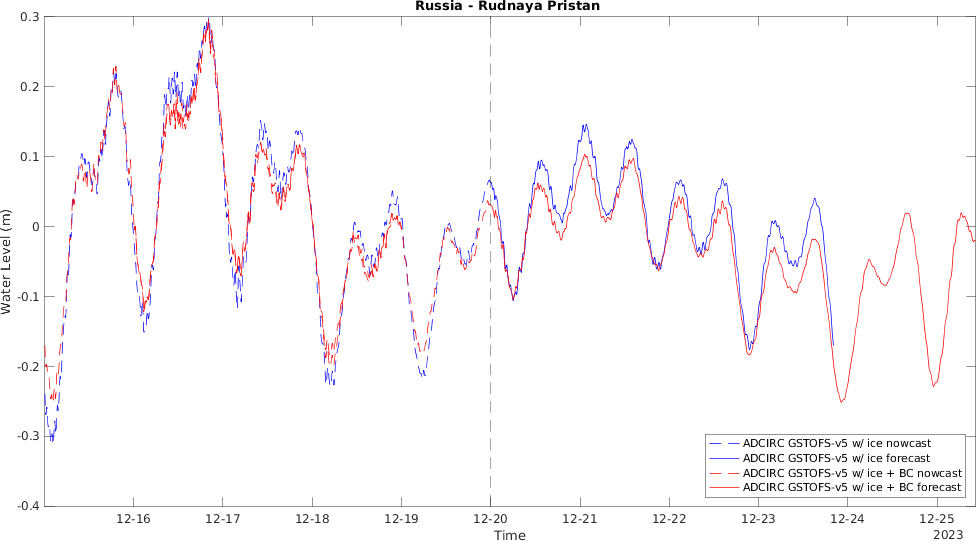 Russia - Rudnaya Pristan
0.3
0.2
0.1
0
-0.1
-0.2
-0.3
-0.4
Water Level (m)
ADCIRC GSTOFS-v5 w/ ice nowcast
ADCIRC GSTOFS-v5 w/ ice forecast
ADCIRC GSTOFS-v5 w/ ice + BC nowcast
ADCIRC GSTOFS-v5 w/ ice + BC forecast
12-16 12-17 12-18 12-19 12-20 12-21 12-22 12-23 12-24 12-25
Time
2023